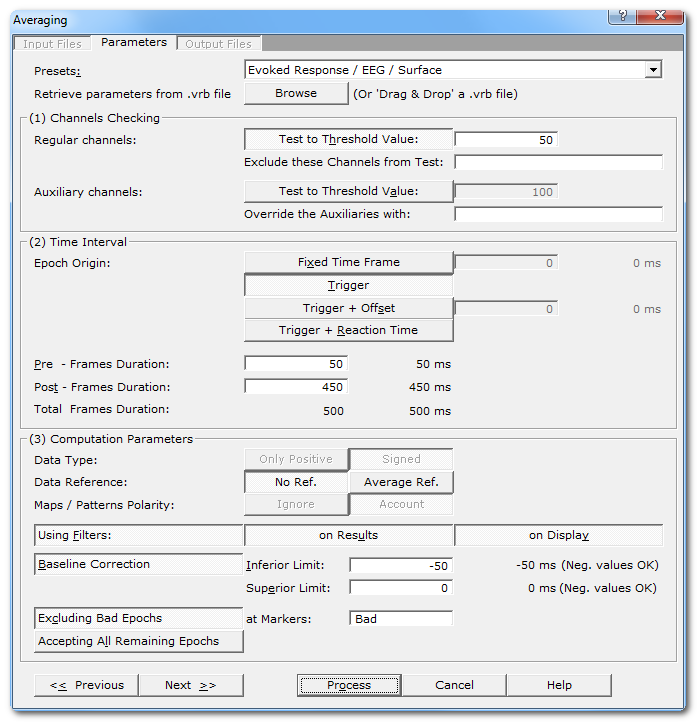 Averaging
Input Files Parameters Output Files
Presets: Evoked Response / EEG / Surface
Retrieve parameters from .vrb file Browse (Or 'Drag & Drop' a .vrb file)
(1) Channels Checking
Regular channels: Test to Threshold Value: 50
Exclude these Channels from Test:
Auxiliary channels: Test to Threshold Value: 100
Override the Auxiliaries with:
(2) Time Interval
Epoch Origin: Fixed Time Frame 0 0 ms
Trigger
Trigger + Offset 0 0 ms
Trigger + Reaction Time
Pre - Frames Duration: 50 50 ms
Post - Frames Duration: 450 450 ms
Total Frames Duration: 500 500 ms
(3) Computation Parameters
Data Type: Only Positive Signed
Data Reference: No Ref. Average Ref.
Maps / Patterns Polarity: Ignore Account
Using Filters: on Results on Display
Baseline Correction Inferior Limit: -50 -50 ms (Neg. values OK)
Superior Limit: 0 0 ms (Neg. values OK)
Excluding Bad Epochs at Markers: Bad
Accepting All Remaining Epochs
<< Previous Next >> Process Cancel Help